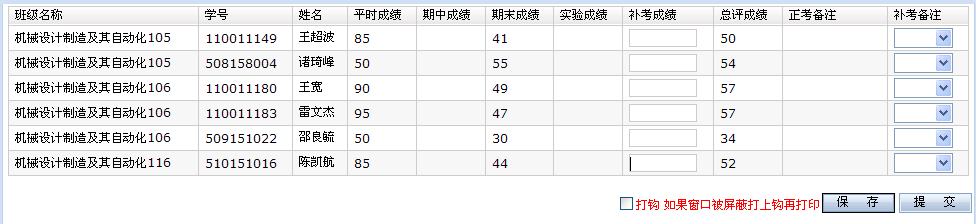 班级名称 学号 姓名 平时成绩 期中成绩 期末成绩 实验成绩 补考成绩 总评成绩 正考备注 补考备注
机械设计制造及其自动化105 110011149 王超波 85 41 50
机械设计制造及其自动化105 508158004 诸琦峰 50 55 54
机械设计制造及其自动化106 110011180 王宽 90 49 57
机械设计制造及其自动化106 110011183 雷文杰 95 47 57
机械设计制造及其自动化106 509151022 邵良毓 50 30 34
机械设计制造及其自动化116 510151016 陈凯航 85 44 52
打钩 如果窗口被屏蔽打上钩再打印 保 存 提 交